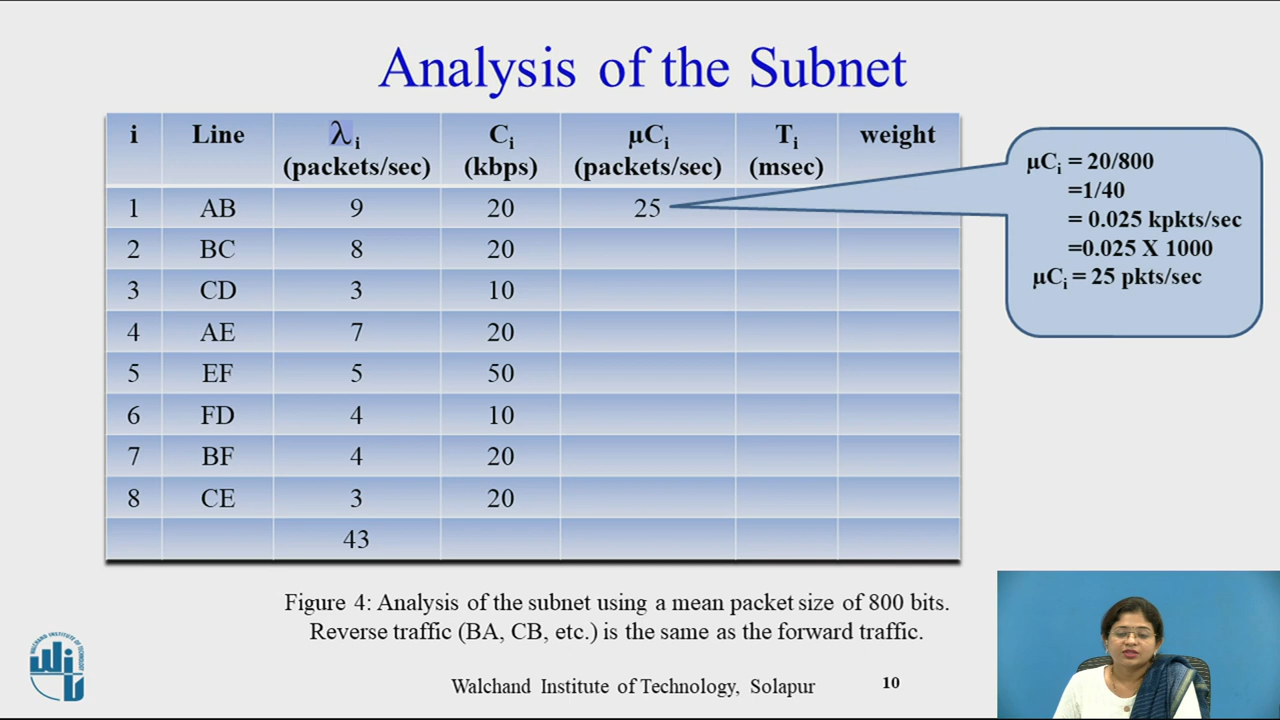 Analysis of the Subnet
i Line λi (packets/sec) Ci (kbps) µCi (packets/sec) Ti (msec) weight
1 AB 9 20 25
2 BC 8 20
3 CD 3 10
4 AE 7 20
5 EF 5 50
6 FD 4 10
7 BF 4 20
8 CE 3 20
43
µCi = 20/800
=1/40
= 0.025 kpkts/sec
=0.025 X 1000
µCi = 25 pkts/sec
Figure 4: Analysis of the subnet using a mean packet size of 800 bits.
Reverse traffic (BA, CB, etc.) is the same as the forward traffic.
WALCHAND INSTITUTE OF TECHNOLOGY
WIT
Walchand Institute of Technology, Solapur
10